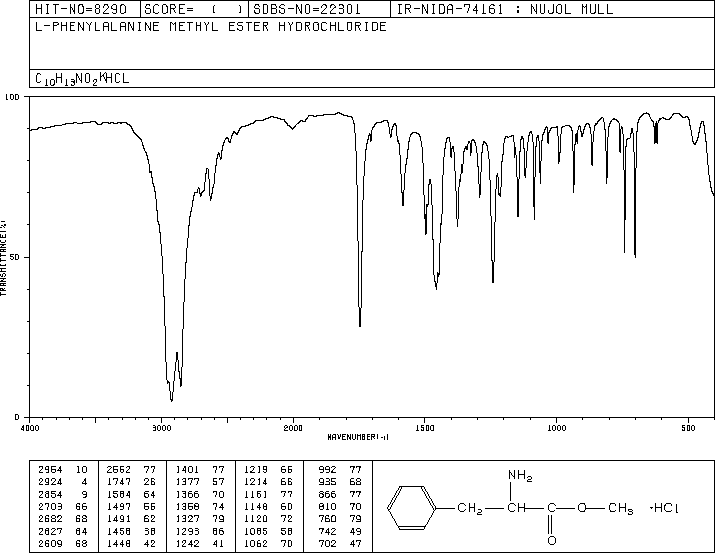 HIT-NO=8290 SCORE= ( ) SDBS-NO=22301 IR-NIDA-74161 : NUJOL MULL
L-PHENYLALANINE METHYL ESTER HYDROCHLORIDE
C10H13NO2KHCL
100
50
0
TRANSMITTANCE(%)
4000 3000 2000 1500 1000 500
WAVENUMBER(-1)
2964 10 2562 77 1401 77 1219 66 992 77
2924 4 1747 26 1377 57 1214 66 935 68
2854 9 1584 64 1366 70 1161 77 866 77
2703 66 1497 66 1358 74 1148 60 810 70
2682 68 1491 62 1327 79 1120 72 760 79
2627 84 1458 38 1293 86 1085 58 742 49
2609 68 1448 42 1242 41 1062 70 702 47
NH2
CH2 CH C O CH3 ·HCl
O